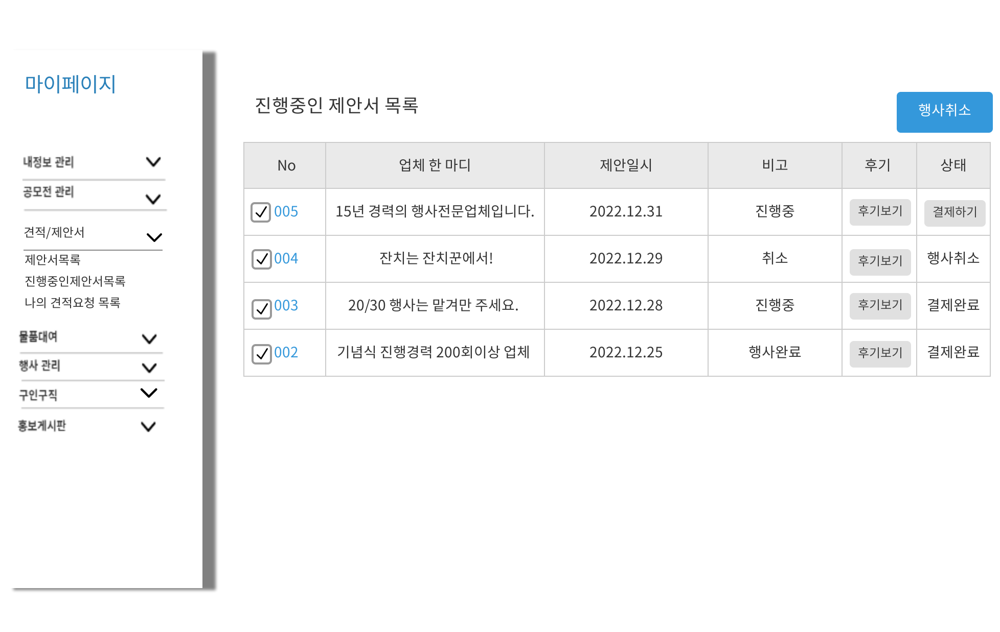 마이페이지
내정보 관리
공모전 관리
견적/제안서
제안서목록
진행중인제안서목록
나의 견적요청 목록
물품대여
행사 관리
구인구직
홍보게시판
진행중인 제안서 목록
행사취소
No 업체 한 마디 제안일시 비고 후기 상태
005 15년 경력의 행사전문업체입니다. 2022.12.31 진행중 후기보기 결제하기
004 잔치는 잔치꾼에서! 2022.12.29 취소 후기보기 행사취소
003 20/30 행사는 맡겨만 주세요. 2022.12.28 진행중 후기보기 결제완료
002 기념식 진행경력 200회이상 업체 2022.12.25 행사완료 후기보기 결제완료